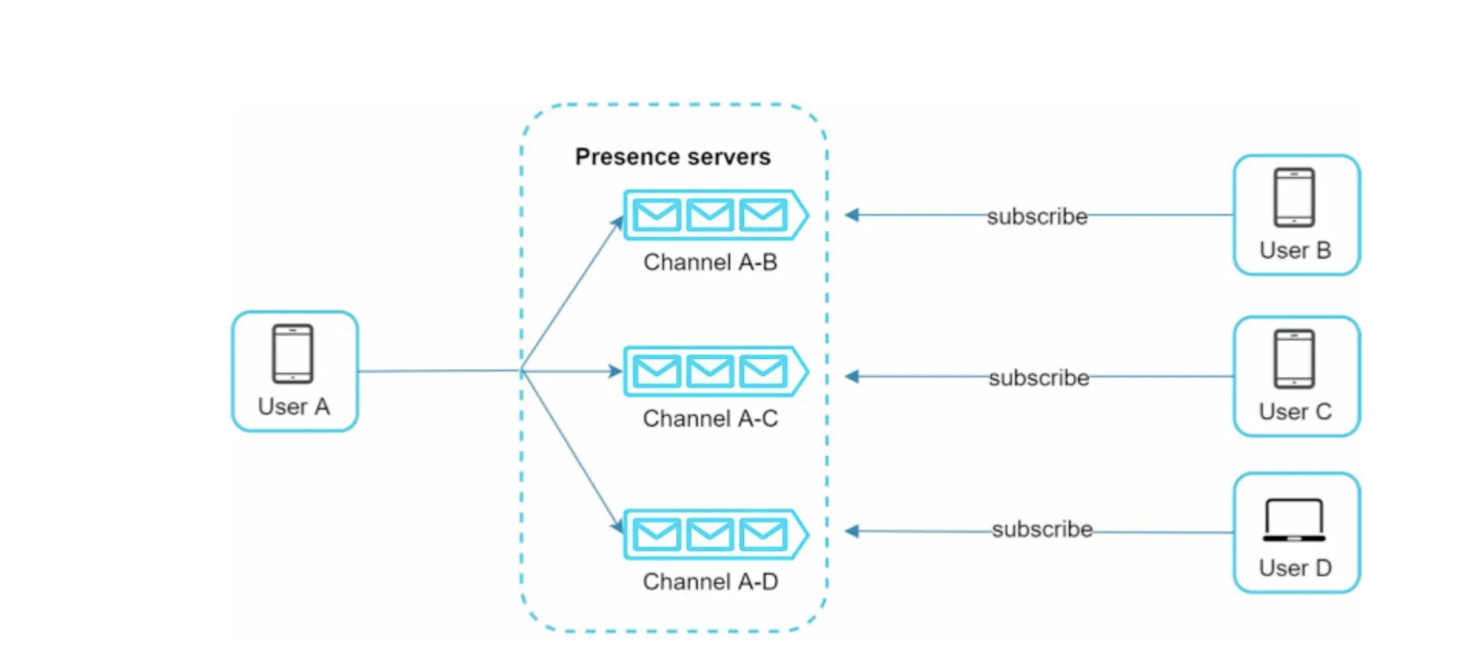 Presence servers
Channel A-B
subscribe
User B
User A
Channel A-C
subscribe
User C
Channel A-D
subscribe
User D